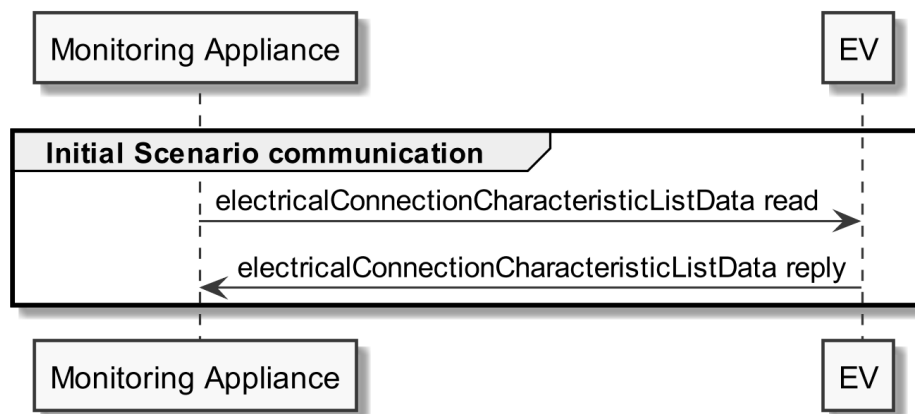 Monitoring Appliance
EV
Initial Scenario communication
electricalConnectionCharacteristicListData read
electricalConnectionCharacteristicListData reply
Monitoring Appliance
EV